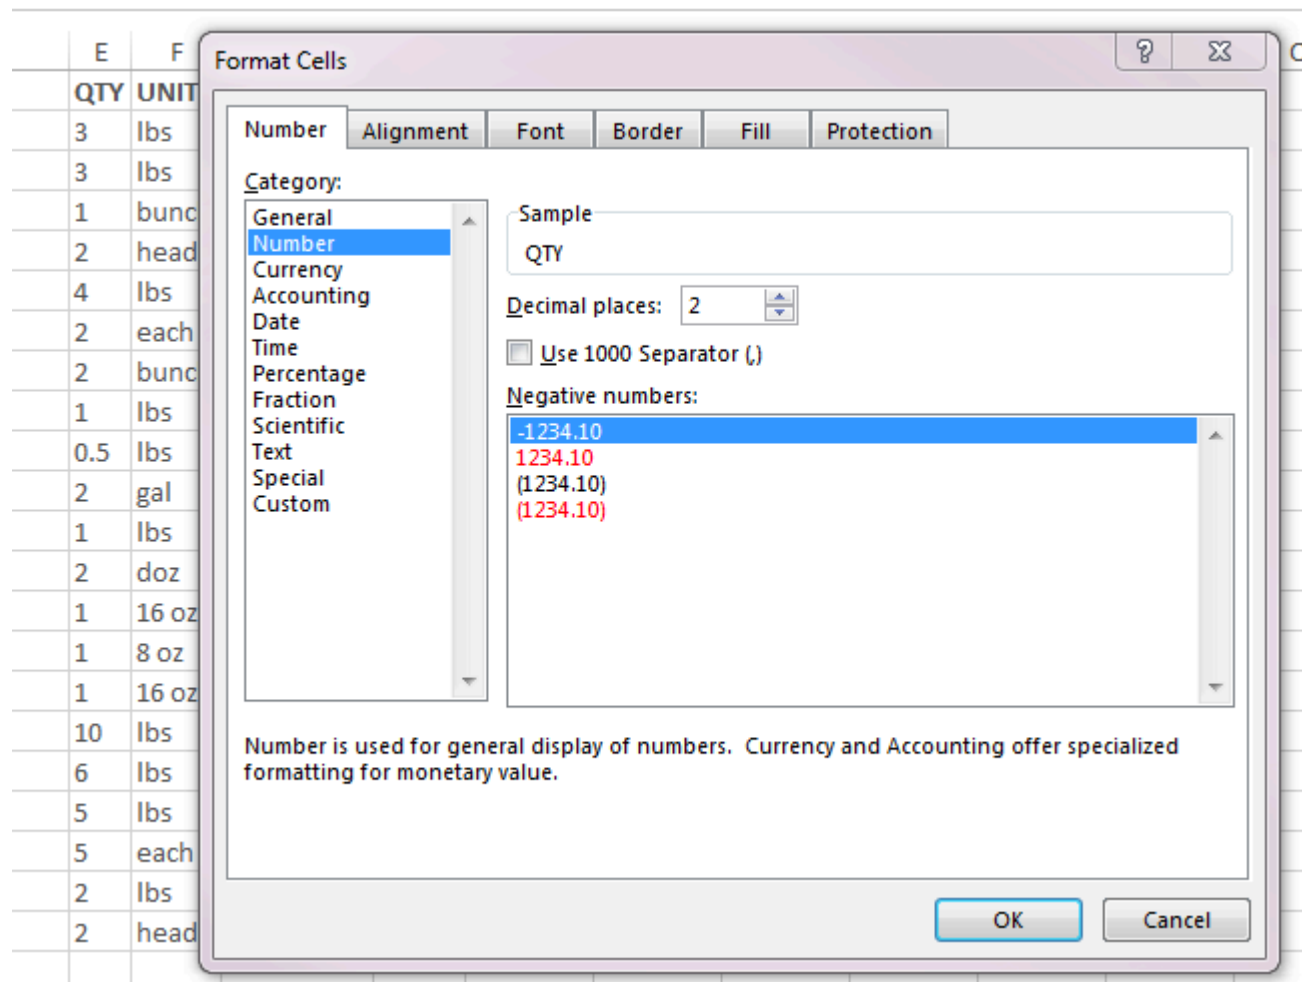 E F
Format Cells
QTY UNIT
3 lbs
3 lbs
1 bunc
2 head
4 lbs
2 each
2 bunc
1 lbs
0.5 lbs
2 gal
1 lbs
2 doz
1 16 oz
1 8 oz
1 16 oz
10 lbs
6 lbs
5 lbs
5 each
2 lbs
2 head
Number Alignment Font Border Fill Protection
Category:
General
Number
Currency
Accounting
Date
Time
Percentage
Fraction
Scientific
Text
Special
Custom
Sample
QTY
Decimal places: 2
Use 1000 Separator (,)
Negative numbers:
-1234.10
1234.10
(1234.10)
(1234.10)
Number is used for general display of numbers. Currency and Accounting offer specialized
formatting for monetary value.
OK Cancel